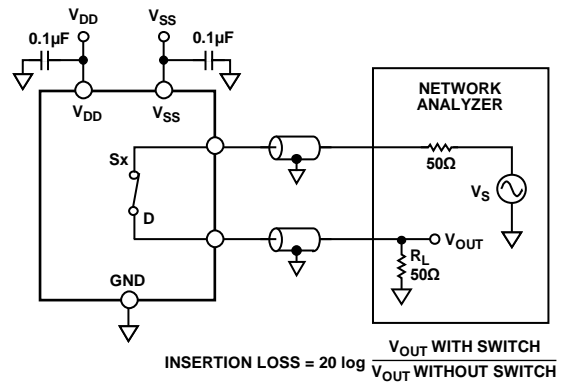 V_DD V_SS
0.1µF 0.1µF
V_DD V_SS
NETWORK
ANALYZER
Sx
50Ω
V_S
D
V_OUT
R_L
50Ω
GND
INSERTION LOSS = 20 log V_OUT WITH SWITCH
V_OUT WITHOUT SWITCH